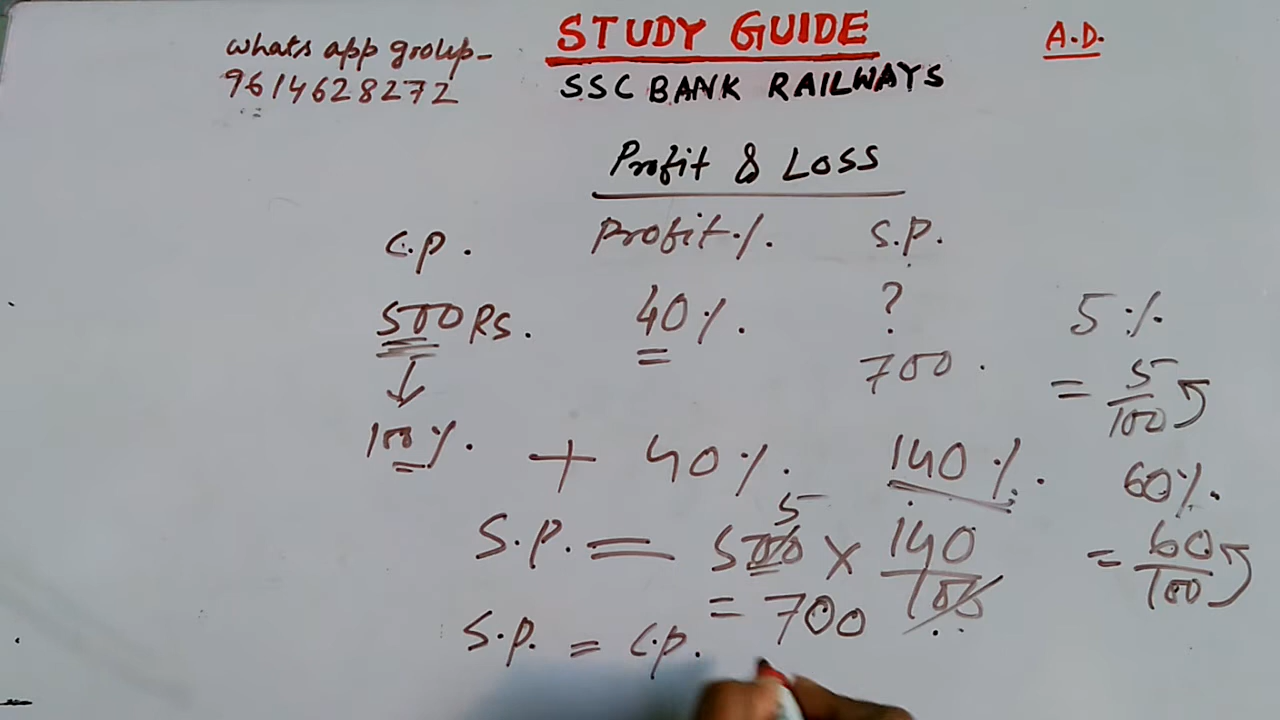 whats app group-
9614628272
STUDY GUIDE
SSC BANK RAILWAYS
A.D.
Profit & Loss
C.P. Profit % S.P.
500 RS. 40%. ?
700.
100%. + 40%. 140%.
S.P. = 500 5 × 140/100
= 700
S.P. = C.P.
5%
= 5/100
60%.
= 60/100